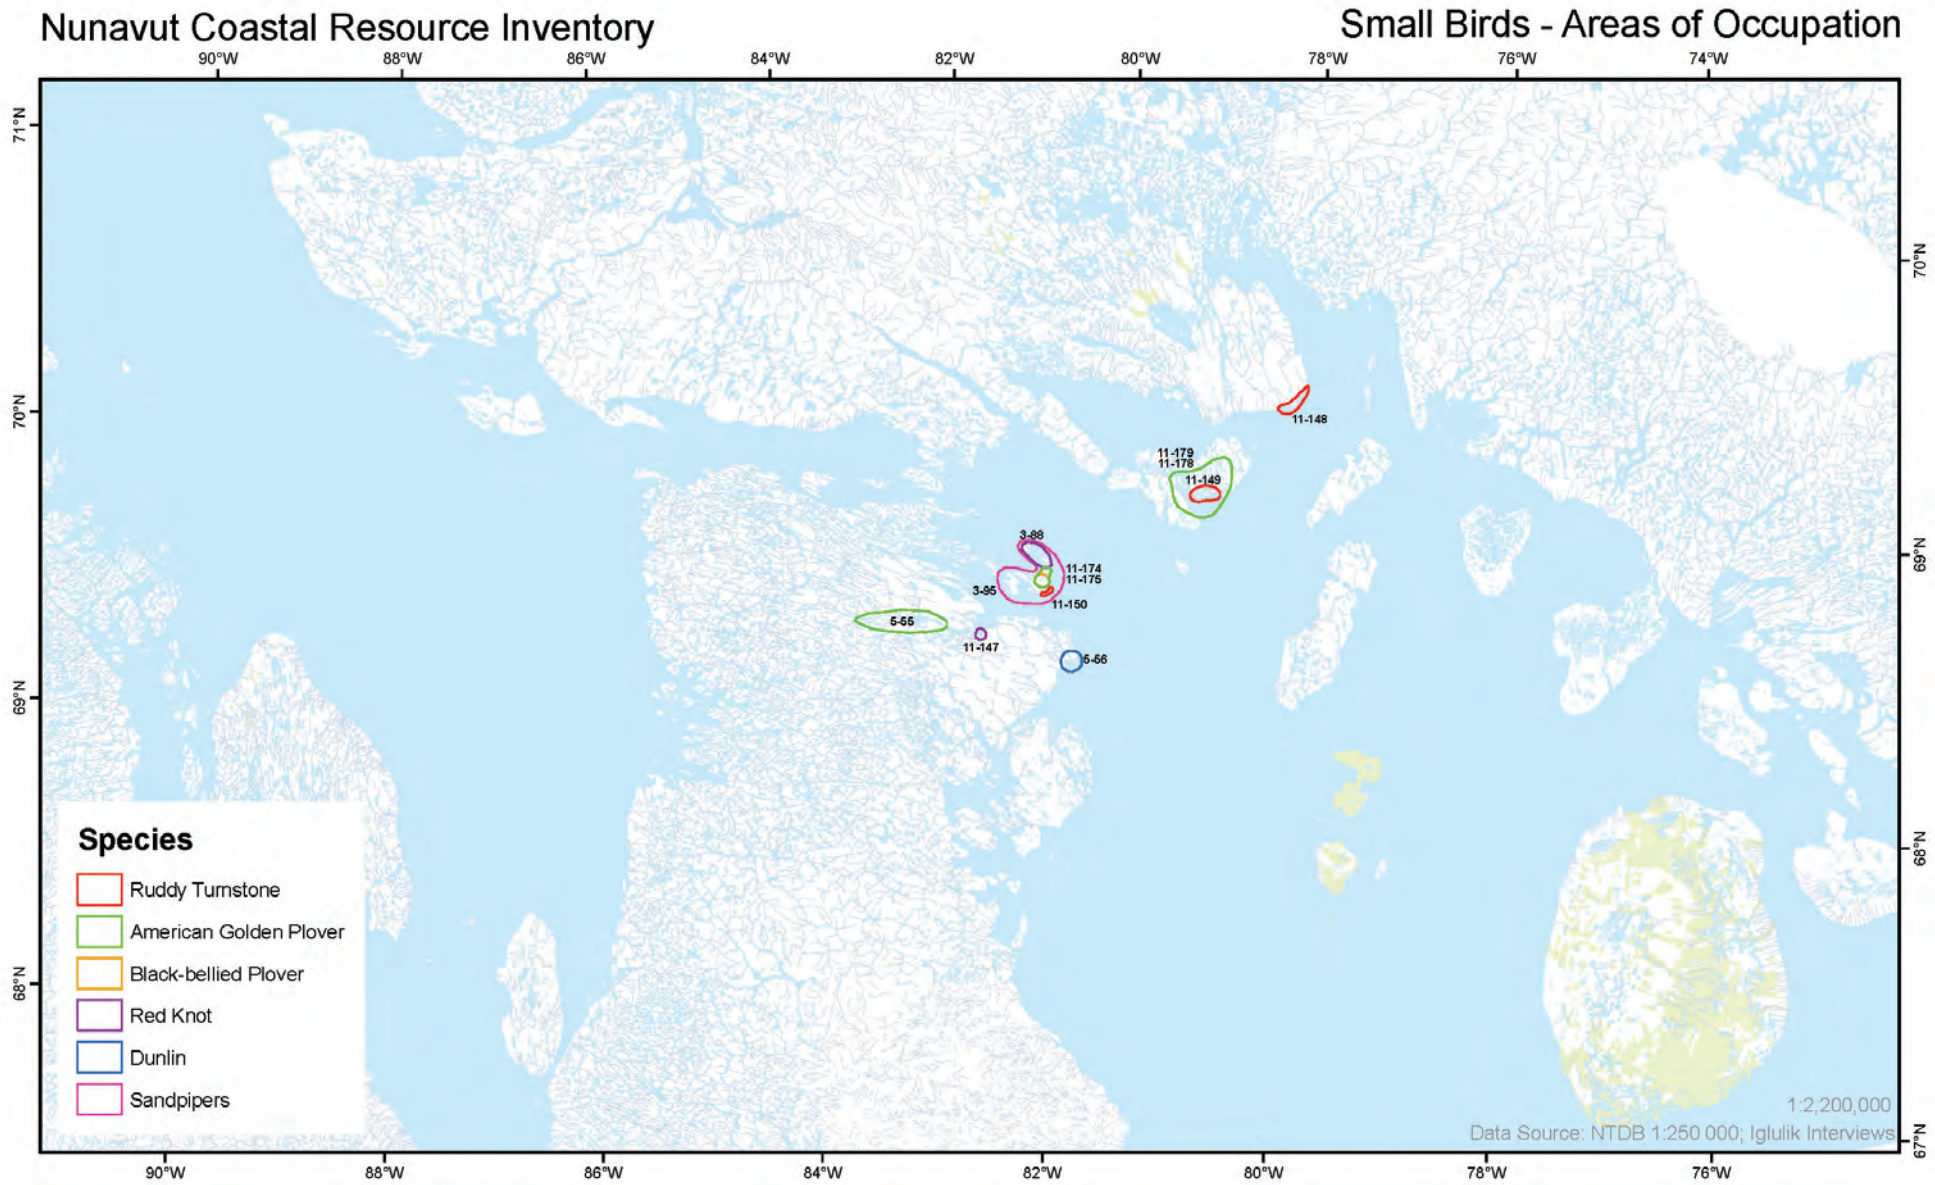 Nunavut Coastal Resource Inventory
Small Birds - Areas of Occupation
90°W 88°W 86°W 84°W 82°W 80°W 78°W 76°W 74°W
71°N
70°N
69°N
68°N
70°N
69°N
68°N
67°N
11-148
11-179
11-178
11-149
3-88
11-174
11-175
3-95
11-150
5-55
11-147
5-56
Species
Ruddy Turnstone
American Golden Plover
Black-bellied Plover
Red Knot
Dunlin
Sandpipers
1:2,200,000
Data Source: NTDB 1:250 000; Iglulik Interviews
90°W 88°W 86°W 84°W 82°W 80°W 78°W 76°W